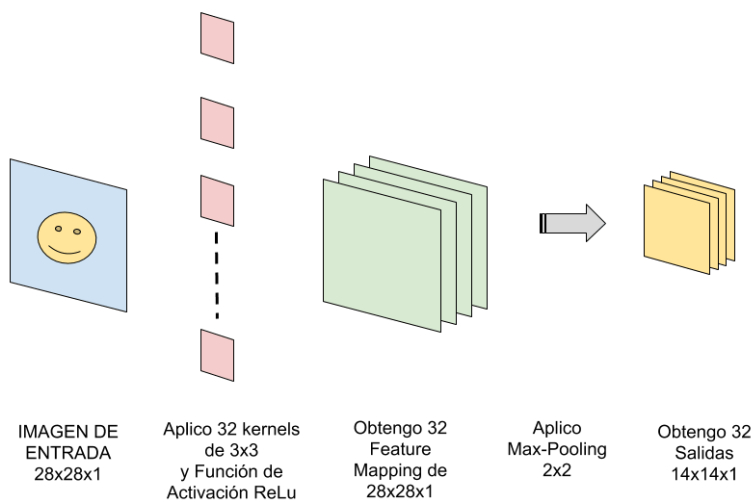 IMAGEN DE
ENTRADA
28x28x1
Aplico 32 kernels
de 3x3
y Función de
Activación ReLu
Obtengo 32
Feature
Mapping de
28x28x1
Aplico
Max-Pooling
2x2
Obtengo 32
Salidas
14x14x1